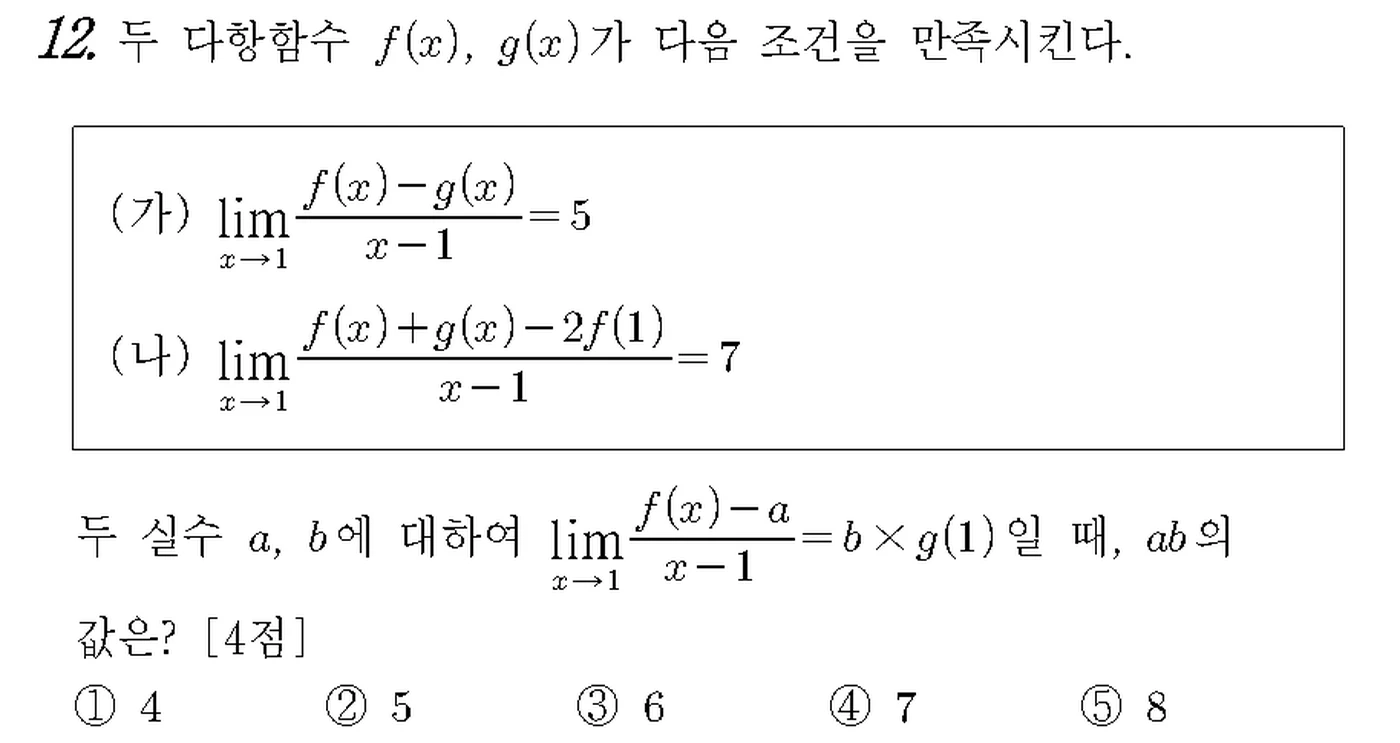 12. 두 다항함수 f(x), g(x)가 다음 조건을 만족시킨다.
(가) lim_{x→1} \frac{f(x)-g(x)}{x-1} = 5
(나) lim_{x→1} \frac{f(x)+g(x)-2f(1)}{x-1} = 7
두 실수 a, b에 대하여 lim_{x→1} \frac{f(x)-a}{x-1} = b×g(1)일 때, ab의
값은? [4점]
① 4 ② 5 ③ 6 ④ 7 ⑤ 8